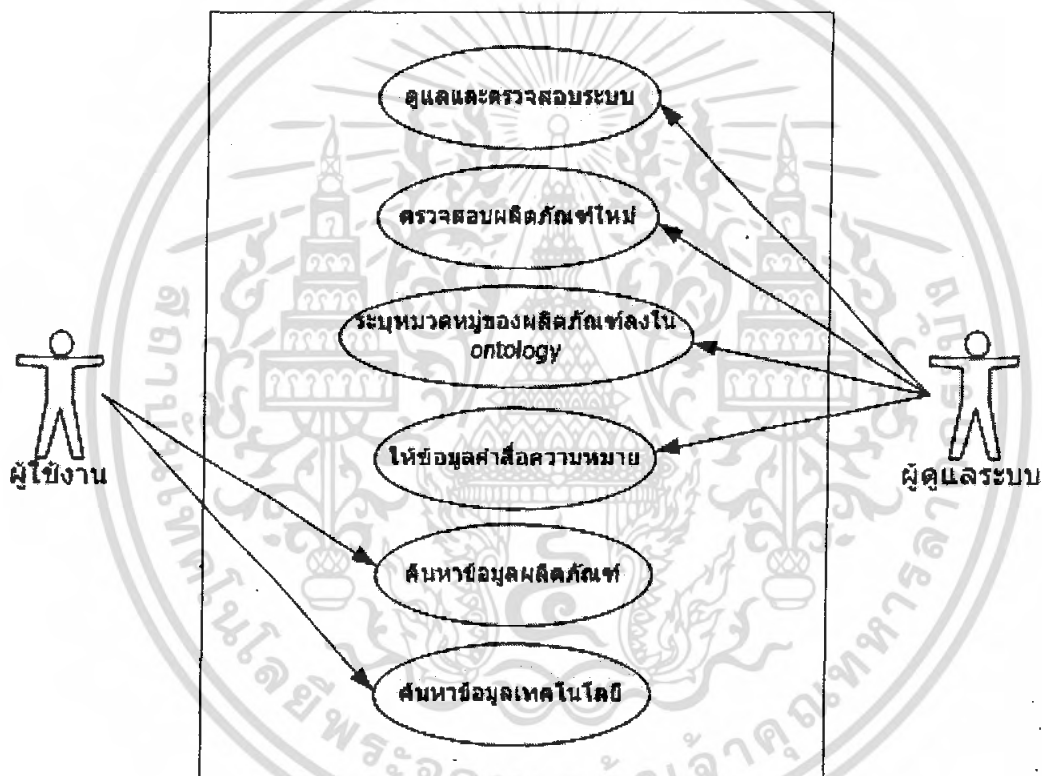 ดูแลและตรวจสอบระบบ
ตรวจสอบผลิตภัณฑ์ใหม่
ระบุหมวดหมู่ของผลิตภัณฑ์ลงใน
ontology
ให้ข้อมูลคำสื่อความหมาย
ผู้ใช้งาน
ผู้ดูแลระบบ
ค้นหาข้อมูลผลิตภัณฑ์
ค้นหาข้อมูลเทคโนโลยี